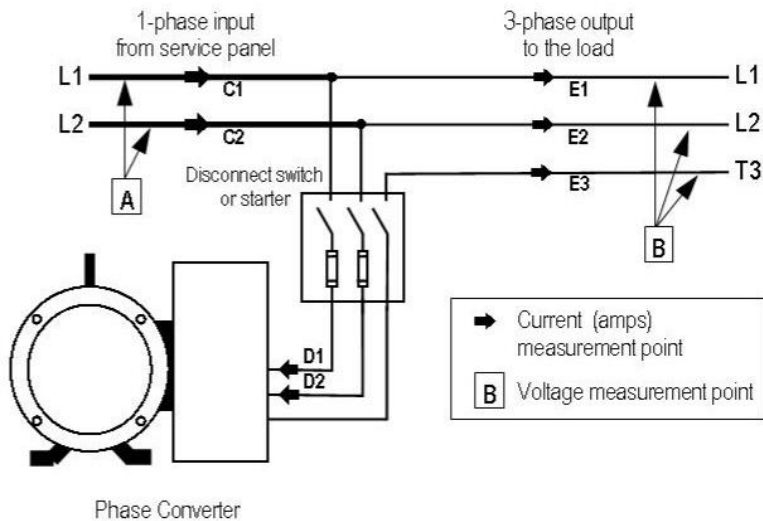 1-phase input
from service panel
3-phase output
to the load
L1
C1
E1
L1
L2
C2
E2
L2
Disconnect switch
or starter
E3
T3
A
B
D1
D2
Current (amps)
measurement point
B Voltage measurement point
Phase Converter